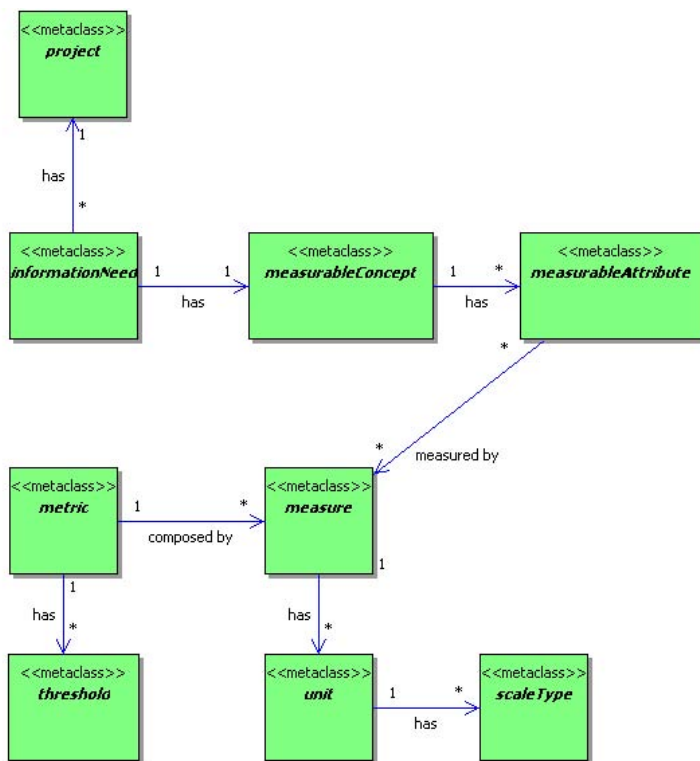 <<metaclass>>
project
1
has
*
<<metaclass>>
informationNeed
1
1
has
<<metaclass>>
measurableConcept
1
*
has
<<metaclass>>
measurableAttribute
*
*
measured by
<<metaclass>>
metric
1
*
composed by
<<metaclass>>
measure
1
has
*
1
has
*
<<metaclass>>
threshold
<<metaclass>>
unit
1
*
has
<<metaclass>>
scaleType